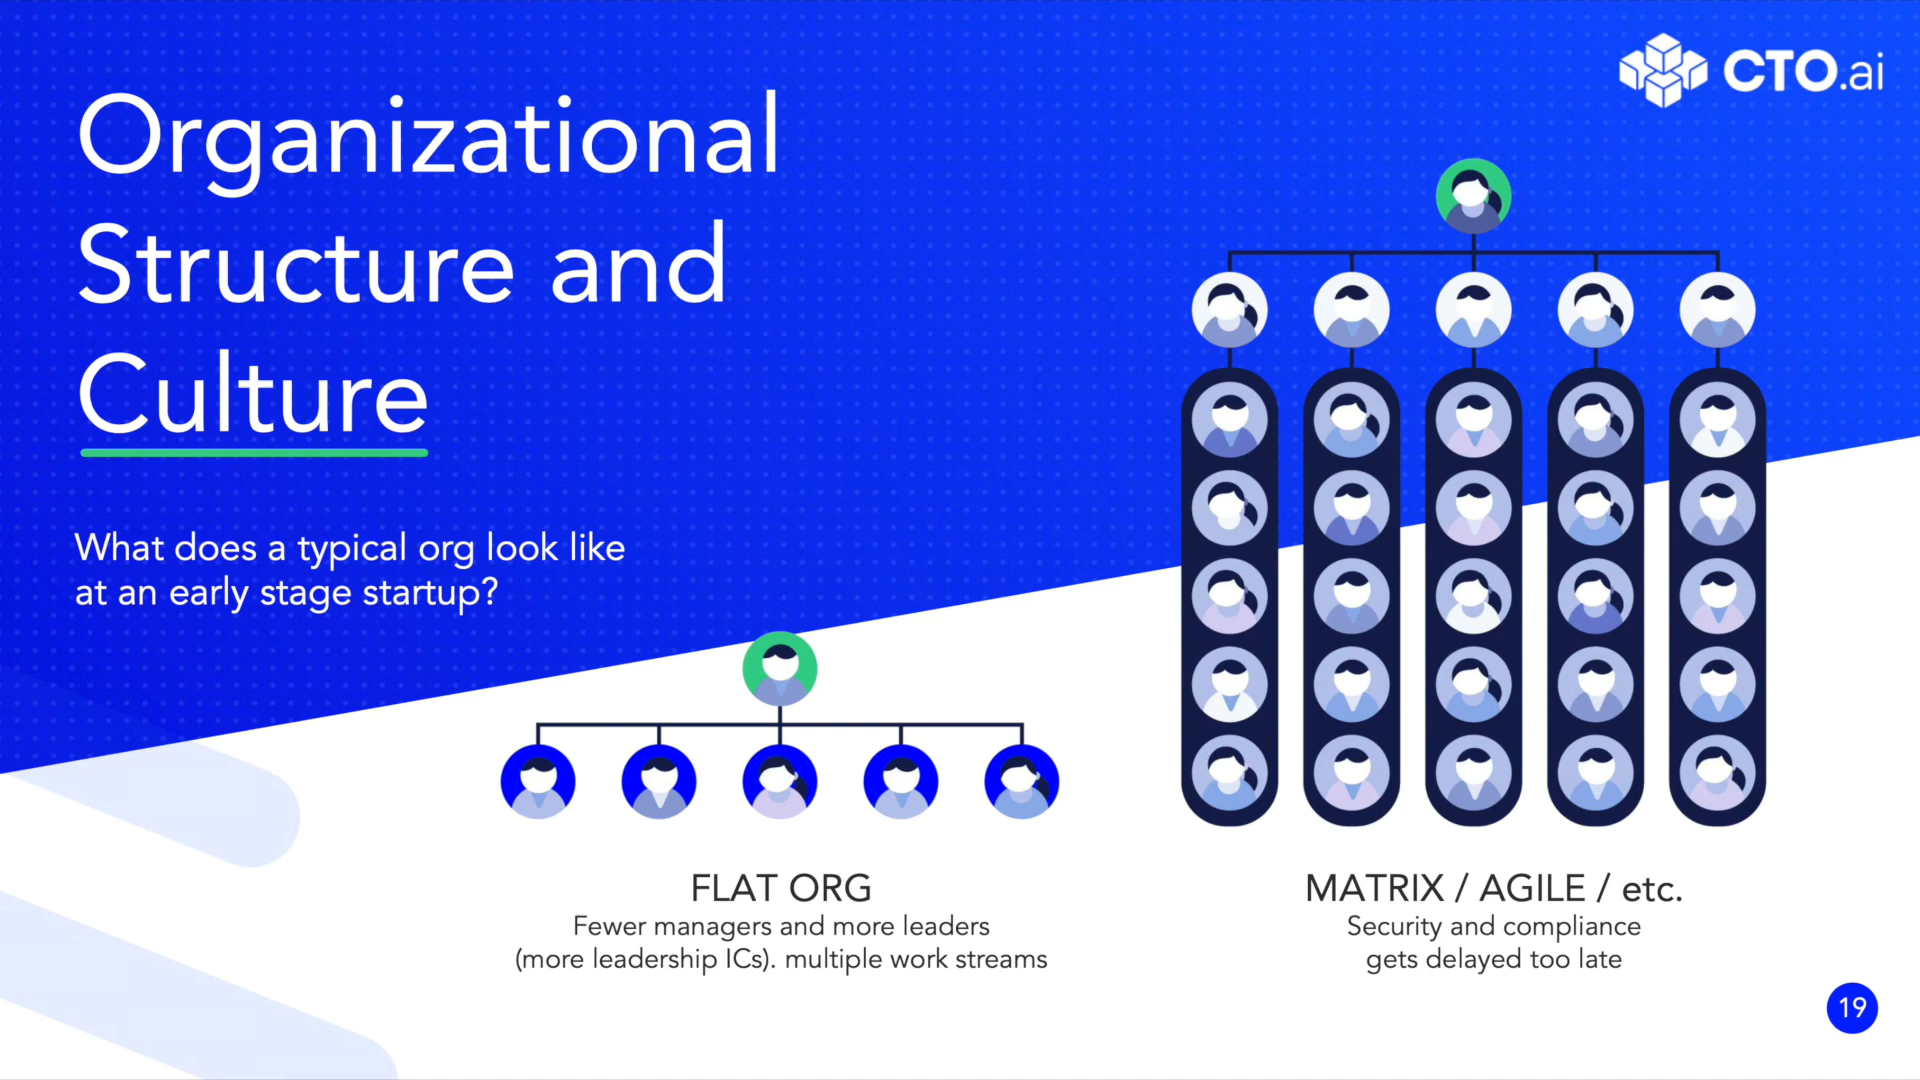 CTO.ai
Organizational
Structure and
Culture
What does a typical org look like
at an early stage startup?
FLAT ORG
Fewer managers and more leaders
(more leadership ICs). multiple work streams
MATRIX / AGILE / etc.
Security and compliance
gets delayed too late
19